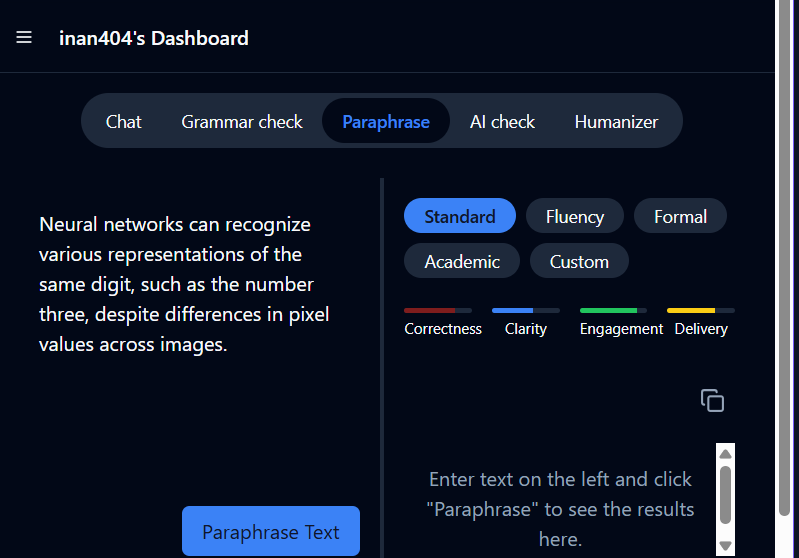 inan404's Dashboard
Chat Grammar check Paraphrase AI check Humanizer
Neural networks can recognize
various representations of the
same digit, such as the number
three, despite differences in pixel
values across images.
Paraphrase Text
Standard Fluency Formal
Academic Custom
Correctness Clarity Engagement Delivery
Enter text on the left and click
"Paraphrase" to see the results
here.